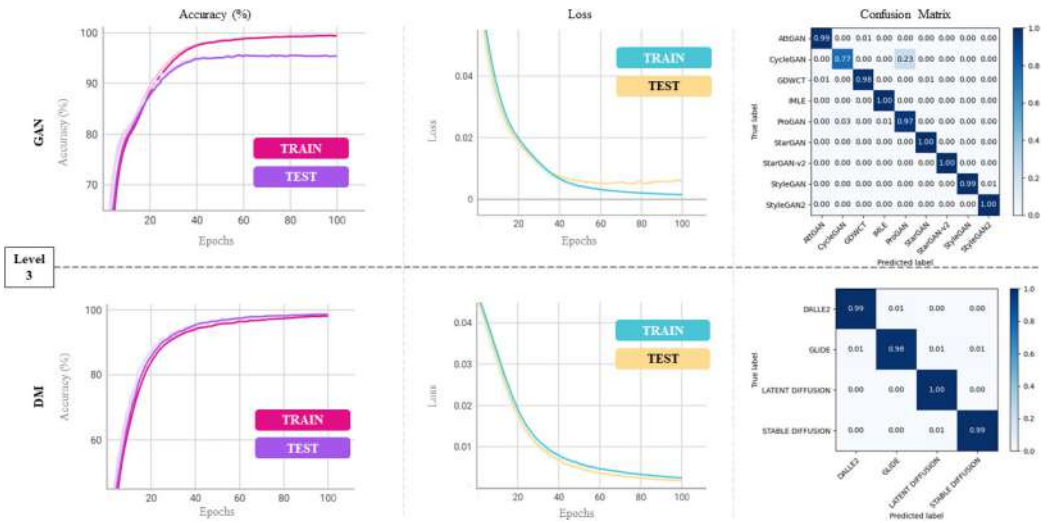 Accuracy (%)
Loss
Confusion Matrix
GAN
Accuracy (%)
100
90
80
70
20
40
60
80
100
Epochs
TRAIN
TEST
Loss
0.04
0.02
0
20
40
60
80
100
Epochs
TRAIN
TEST
True label
AttGAN 0.99 0.00 0.01 0.00 0.00 0.00 0.00 0.00 0.00
CycleGAN 0.00 0.77 0.00 0.00 0.23 0.00 0.00 0.00 0.00
GDWCT 0.01 0.00 0.98 0.00 0.00 0.01 0.00 0.00 0.00
IMLE 0.00 0.00 0.00 1.00 0.00 0.00 0.00 0.00 0.00
ProGAN 0.00 0.03 0.00 0.01 0.97 0.00 0.00 0.00 0.00
StarGAN 0.00 0.00 0.00 0.00 0.00 1.00 0.00 0.00 0.00
StarGAN-v2 0.00 0.00 0.00 0.00 0.00 0.00 1.00 0.00 0.00
StyleGAN 0.00 0.00 0.00 0.00 0.00 0.00 0.00 0.99 0.01
StyleGAN2 0.00 0.00 0.00 0.00 0.00 0.00 0.00 0.00 1.00
AttGAN
CycleGAN
GDWCT
IMLE
ProGAN
StarGAN
StarGAN-v2
StyleGAN
StyleGAN2
Predicted label
1.0
0.8
0.6
0.4
0.2
0.0
Level
3
DM
Accuracy (%)
100
80
60
20
40
60
80
100
Epochs
TRAIN
TEST
Loss
0.04
0.03
0.02
0.01
20
40
60
80
100
Epochs
TRAIN
TEST
True label
DALLE2 0.99 0.01 0.00 0.00
GLIDE 0.01 0.98 0.01 0.01
LATENT DIFFUSION 0.00 0.00 1.00 0.00
STABLE DIFFUSION 0.00 0.00 0.01 0.99
DALLE2
GLIDE
LATENT DIFFUSION
STABLE DIFFUSION
Predicted label
1.0
0.8
0.6
0.4
0.2
0.0